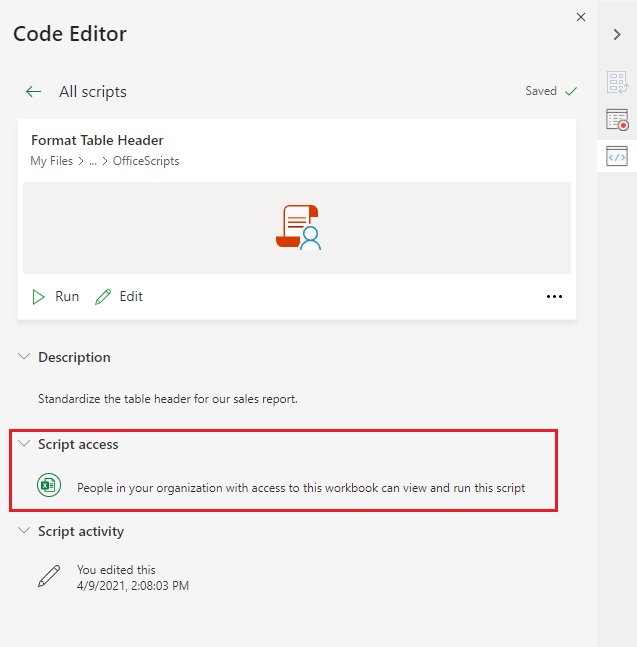 Code Editor
All scripts
Saved
Format Table Header
My Files > ... > OfficeScripts
Run Edit
Description
Standardize the table header for our sales report.
Script access
People in your organization with access to this workbook can view and run this script
Script activity
You edited this
4/9/2021, 2:08:03 PM